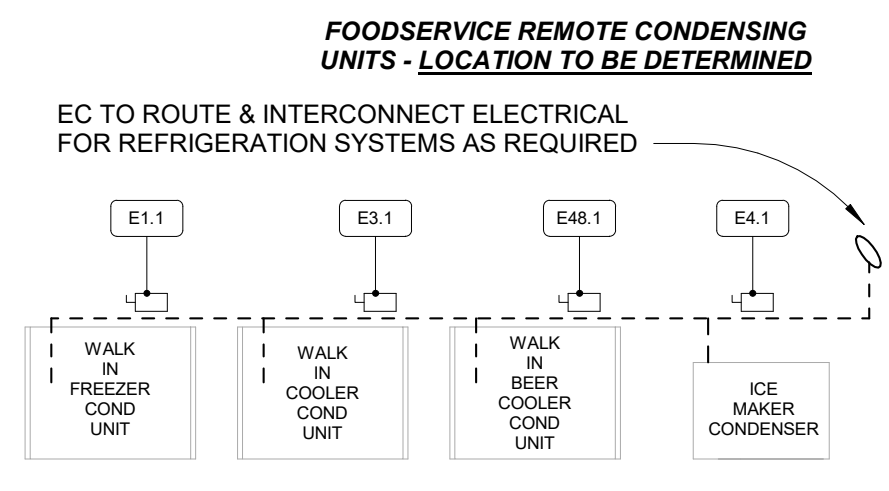 FOODSERVICE REMOTE CONDENSING
UNITS - LOCATION TO BE DETERMINED
EC TO ROUTE & INTERCONNECT ELECTRICAL
FOR REFRIGERATION SYSTEMS AS REQUIRED
E1.1
E3.1
E48.1
E4.1
WALK
IN
FREEZER
COND
UNIT
WALK
IN
COOLER
COND
UNIT
WALK
IN
BEER
COOLER
COND
UNIT
ICE
MAKER
CONDENSER